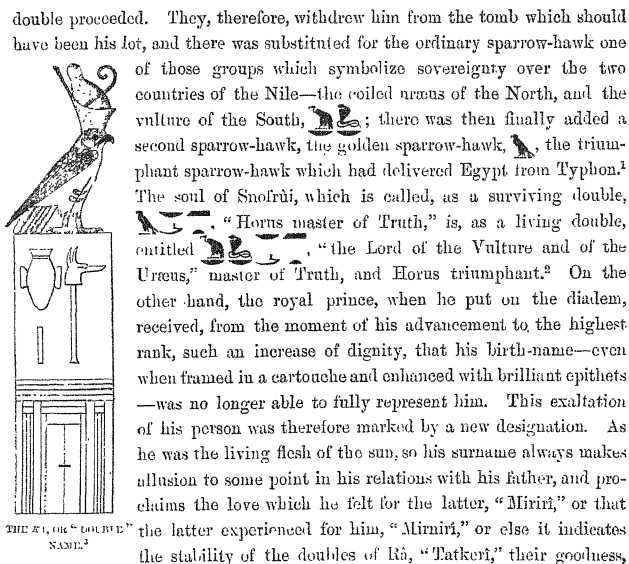 double proceeded. They, therefore, withdrew him from the tomb which should
have been his lot, and there was substituted for the ordinary sparrow-hawk one
of those groups which symbolize sovereignty over the two
countries of the Nile—the coiled uræus of the North, and the
vulture of the South, ; there was then finally added a
second sparrow-hawk, the golden sparrow-hawk, , the trium-
phant sparrow-hawk which had delivered Egypt from Typhon.¹
The soul of Snofrûi, which is called, as a surviving double,
, "Horus master of Truth," is, as a living double,
entitled , "the Lord of the Vulture and of the
Uræus," master of Truth, and Horus triumphant.² On the
other hand, the royal prince, when he put on the diadem,
received, from the moment of his advancement to the highest
rank, such an increase of dignity, that his birth-name—even
when framed in a cartouche and enhanced with brilliant epithets
—was no longer able to fully represent him. This exaltation
of his person was therefore marked by a new designation. As
he was the living flesh of the sun, so his surname always makes
allusion to some point in his relations with his father, and pro-
claims the love which he felt for the latter, "Mirirî," or that
the latter experienced for him, "Mirnirî," or else it indicates
the stability of the doubles of Râ, "Tatkerî," their goodness,
THE KA, OR "DOUBLE"
NAME.³